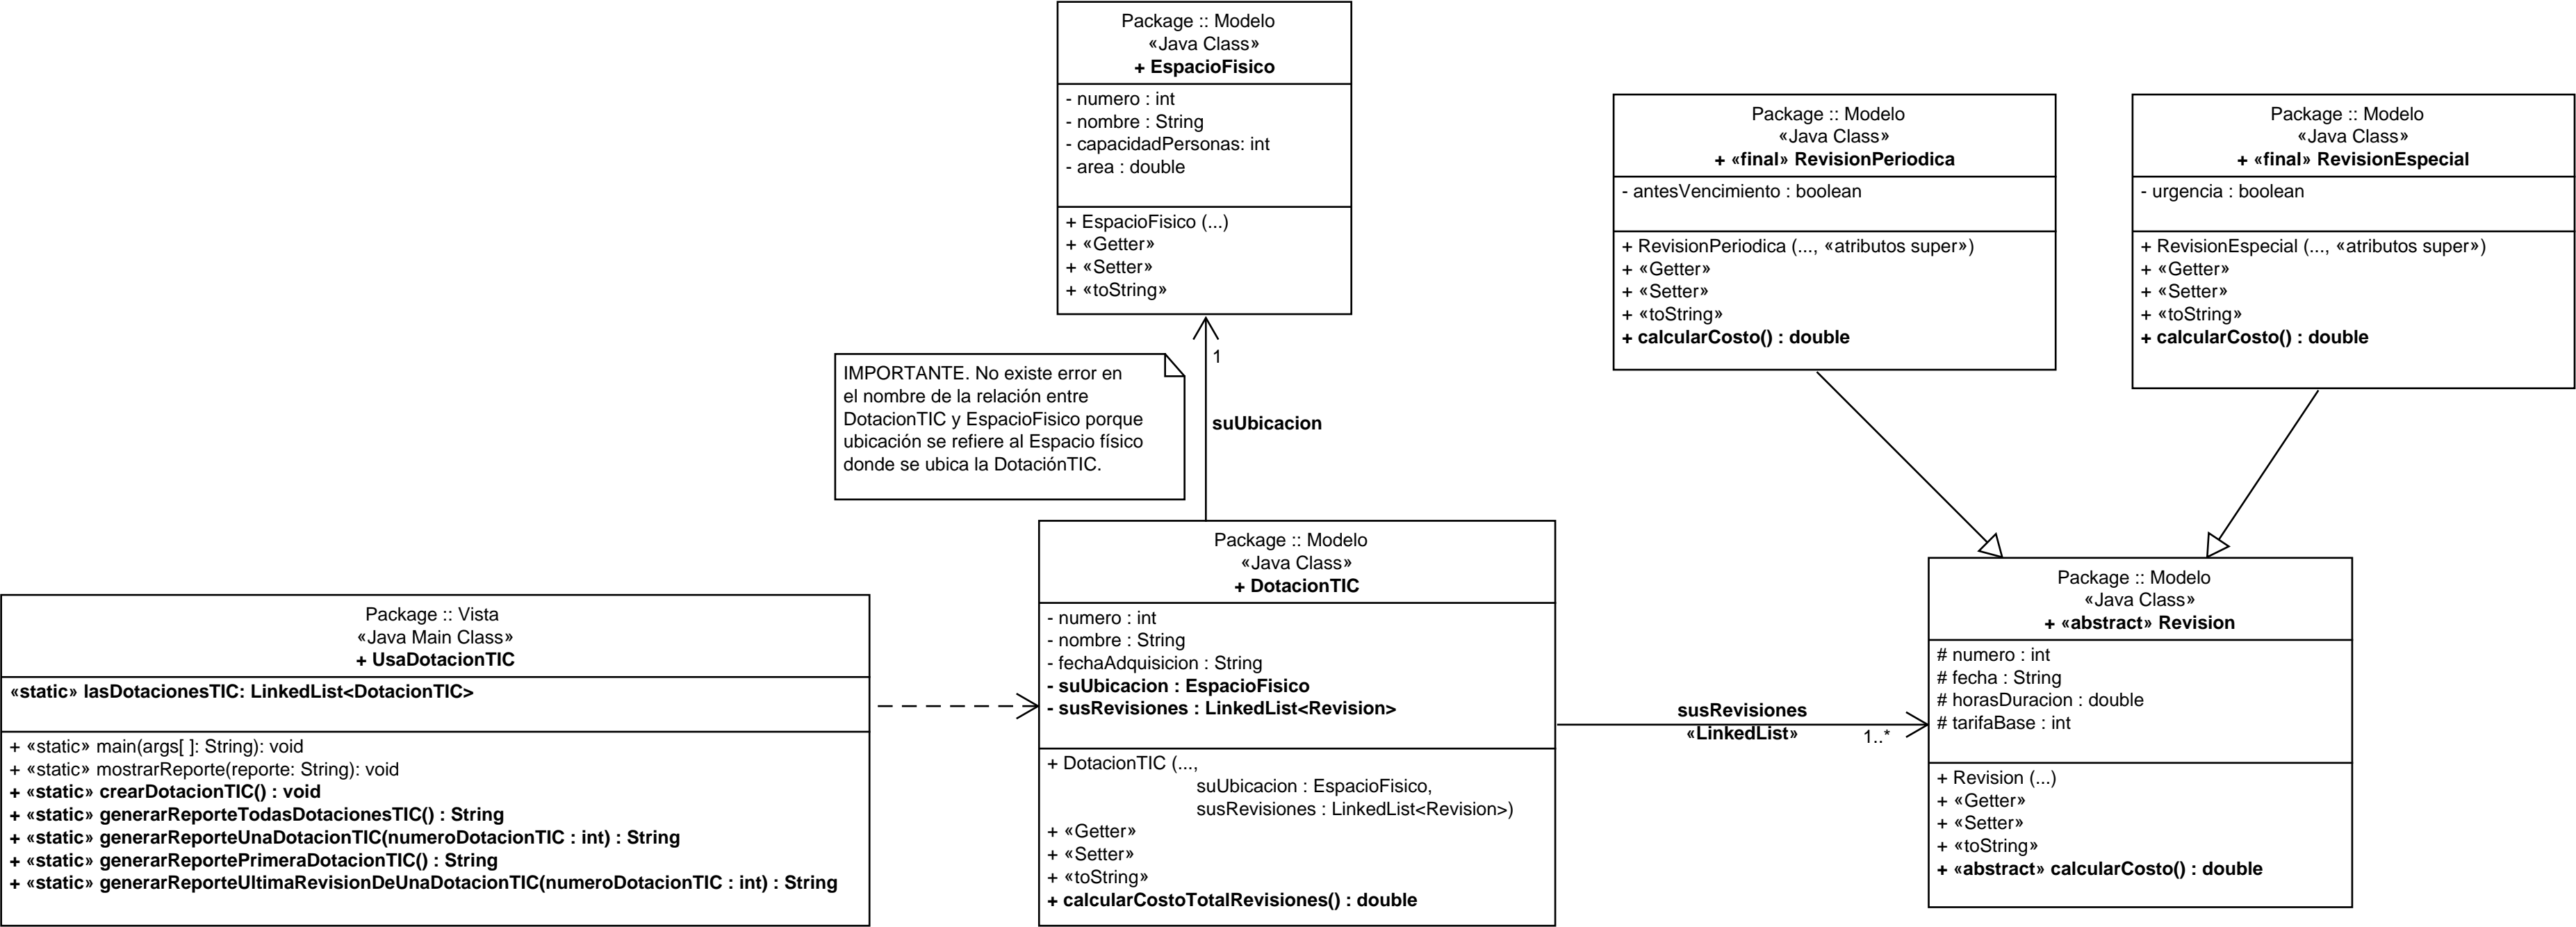 Package :: Modelo
«Java Class»
+ EspacioFisico
- numero : int
- nombre : String
- capacidadPersonas: int
- area : double
+ EspacioFisico (...)
+ «Getter»
+ «Setter»
+ «toString»
Package :: Modelo
«Java Class»
+ «final» RevisionPeriodica
- antesVencimiento : boolean
+ RevisionPeriodica (..., «atributos super»)
+ «Getter»
+ «Setter»
+ «toString»
+ calcularCosto() : double
Package :: Modelo
«Java Class»
+ «final» RevisionEspecial
- urgencia : boolean
+ RevisionEspecial (..., «atributos super»)
+ «Getter»
+ «Setter»
+ «toString»
+ calcularCosto() : double
IMPORTANTE. No existe error en
el nombre de la relación entre
DotacionTIC y EspacioFisico porque
ubicación se refiere al Espacio físico
donde se ubica la DotaciónTIC.
1
suUbicacion
Package :: Vista
«Java Main Class»
+ UsaDotacionTIC
«static» lasDotacionesTIC: LinkedList<DotacionTIC>
+ «static» main(args[ ]: String): void
+ «static» mostrarReporte(reporte: String): void
+ «static» crearDotacionTIC() : void
+ «static» generarReporteTodasDotacionesTIC() : String
+ «static» generarReporteUnaDotacionTIC(numeroDotacionTIC : int) : String
+ «static» generarReportePrimeraDotacionTIC() : String
+ «static» generarReporteUltimaRevisionDeUnaDotacionTIC(numeroDotacionTIC : int) : String
Package :: Modelo
«Java Class»
+ DotacionTIC
- numero : int
- nombre : String
- fechaAdquisicion : String
- suUbicacion : EspacioFisico
- susRevisiones : LinkedList<Revision>
+ DotacionTIC (...,
suUbicacion : EspacioFisico,
susRevisiones : LinkedList<Revision>)
+ «Getter»
+ «Setter»
+ «toString»
+ calcularCostoTotalRevisiones() : double
susRevisiones
«LinkedList»
1..*
Package :: Modelo
«Java Class»
+ «abstract» Revision
# numero : int
# fecha : String
# horasDuracion : double
# tarifaBase : int
+ Revision (...)
+ «Getter»
+ «Setter»
+ «toString»
+ «abstract» calcularCosto() : double